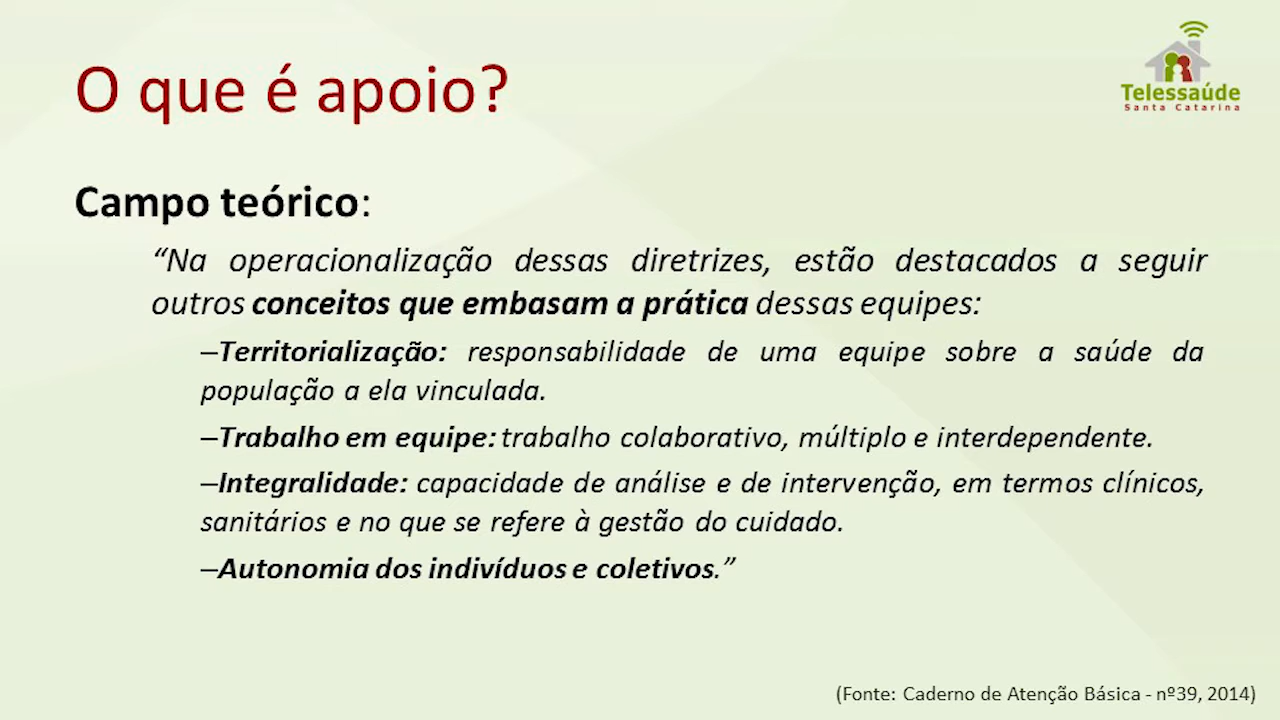 O que é apoio?
Telessaúde
Santa Catarina
Campo teórico:
“Na operacionalização dessas diretrizes, estão destacados a seguir
outros conceitos que embasam a prática dessas equipes:
–Territorialização: responsabilidade de uma equipe sobre a saúde da
população a ela vinculada.
–Trabalho em equipe: trabalho colaborativo, múltiplo e interdependente.
–Integralidade: capacidade de análise e de intervenção, em termos clínicos,
sanitários e no que se refere à gestão do cuidado.
–Autonomia dos indivíduos e coletivos.”
(Fonte: Caderno de Atenção Básica - nº39, 2014)